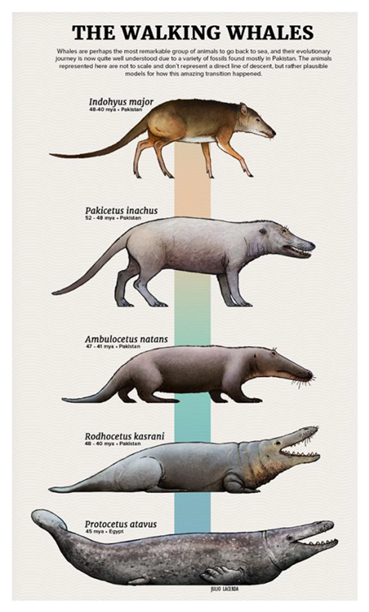 THE WALKING WHALES
Whales are perhaps the most remarkable group of animals to go back to sea, and their evolutionary
journey is now quite well understood due to a variety of fossils found mostly in Pakistan. The animals
represented here are not to scale and don't represent a direct line of descent, but rather plausible
models for how this amazing transition happened.
Indohyus major
48-40 mya • Pakistan
Pakicetus inachus
52 - 48 mya • Pakistan
Ambulocetus natans
47 - 41 mya • Pakistan
Rodhocetus kasrani
48 - 40 mya • Pakistan
Protocetus atavus
45 mya • Egypt
JULIO LACERDA